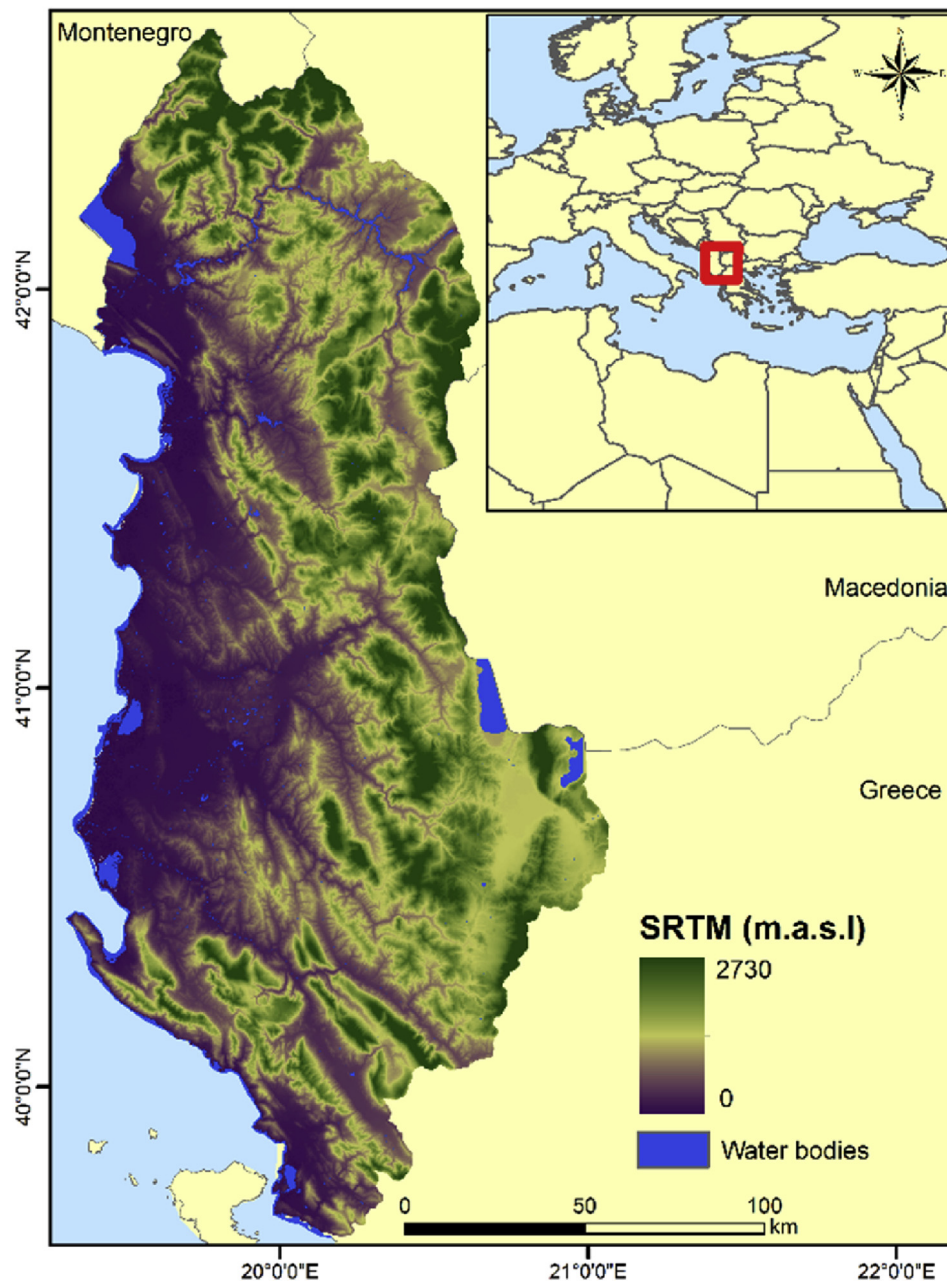 Montenegro
N
W
E
S
42°0'0"N
Macedonia
41°0'0"N
Greece
SRTM (m.a.s.l)
2730
0
40°0'0"N
Water bodies
0 50 100
km
20°0'0"E 21°0'0"E 22°0'0"E